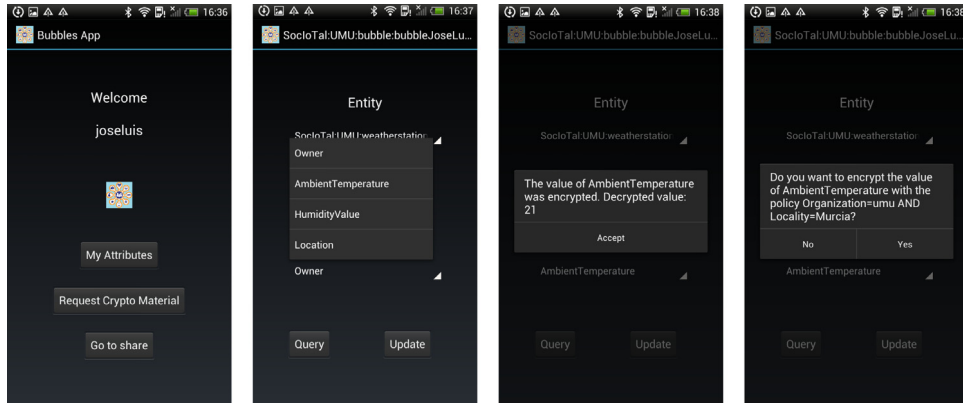 16:36
Bubbles App
Welcome
joseluis
My Attributes
Request Crypto Material
Go to share
16:37
SocIoTal:UMU:bubble:bubbleJoseLu...
Entity
SocIoTal:UMU:weatherstation
Owner
AmbientTemperature
HumidityValue
Location
Owner
Query Update
16:38
SocIoTal:UMU:bubble:bubbleJoseLu...
Entity
SocIoTal:UMU:weatherstation
The value of AmbientTemperature
was encrypted. Decrypted value:
21
Accept
AmbientTemperature
Query Update
16:38
SocIoTal:UMU:bubble:bubbleJoseLu...
Entity
SocIoTal:UMU:weatherstation
Do you want to encrypt the value
of AmbientTemperature with the
policy Organization=umu AND
Locality=Murcia?
No Yes
AmbientTemperature
Query Update